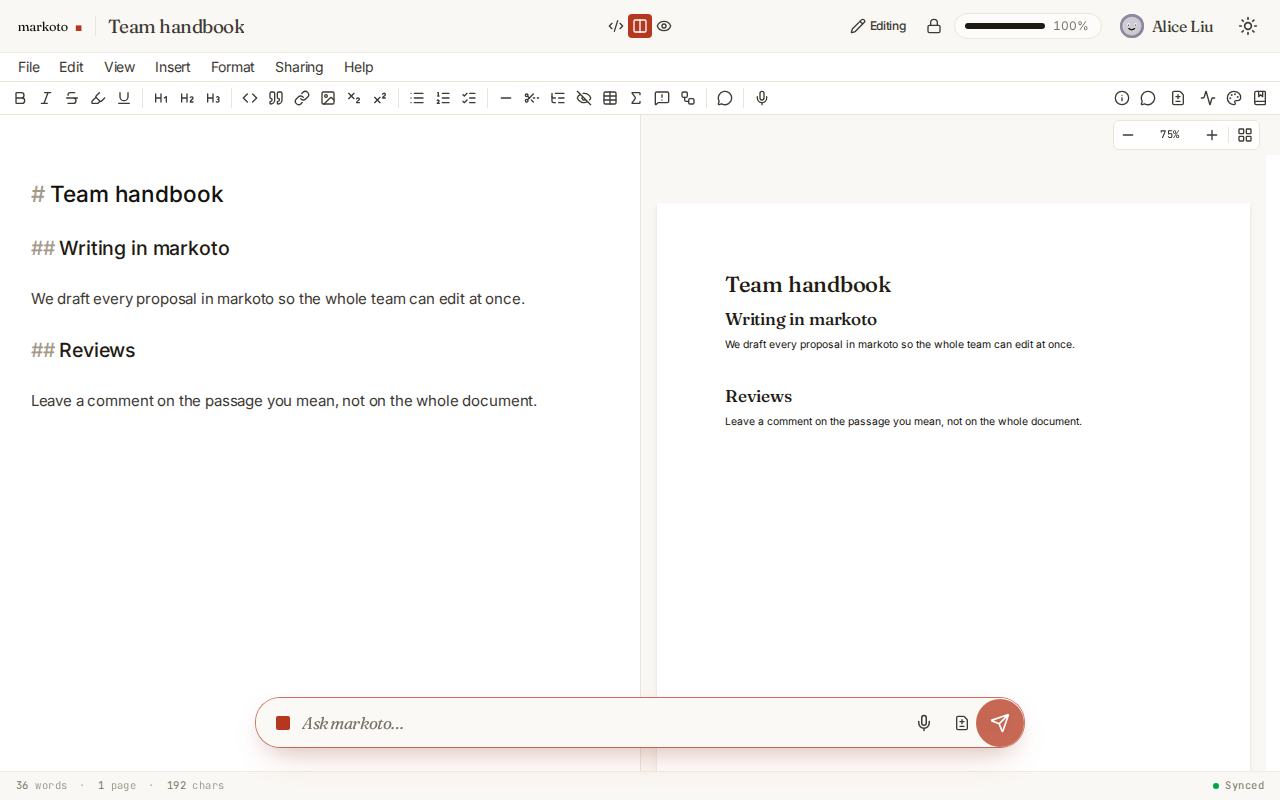 markoto
Team handbook
Editing
100%
Alice Liu
File Edit View Insert Format Sharing Help
H1 H2 H3
75%
# Team handbook
## Writing in markoto
We draft every proposal in markoto so the whole team can edit at once.
## Reviews
Leave a comment on the passage you mean, not on the whole document.
Team handbook
Writing in markoto
We draft every proposal in markoto so the whole team can edit at once.
Reviews
Leave a comment on the passage you mean, not on the whole document.
Ask markoto...
36 words · 1 page · 192 chars
Synced